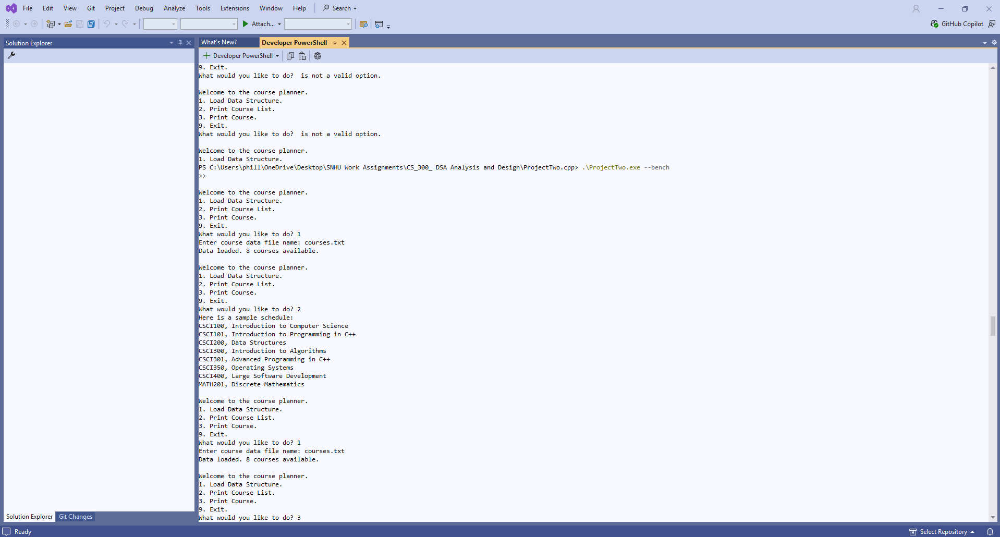 File Edit View Git Project Debug Analyze Tools Extensions Window Help Search
Attach... GitHub Copilot
Solution Explorer
What's New? Developer PowerShell
Developer PowerShell
9. Exit.
What would you like to do?  is not a valid option.
Welcome to the course planner.
1. Load Data Structure.
2. Print Course List.
3. Print Course.
9. Exit.
What would you like to do?  is not a valid option.
Welcome to the course planner.
1. Load Data Structure.
PS C:\Users\phill\OneDrive\Desktop\SNHU Work Assignments\CS_300_ DSA Analysis and Design\ProjectTwo.cpp> .\ProjectTwo.exe --bench
>>
Welcome to the course planner.
1. Load Data Structure.
2. Print Course List.
3. Print Course.
9. Exit.
What would you like to do? 1
Enter course data file name: courses.txt
Data loaded. 8 courses available.
Welcome to the course planner.
1. Load Data Structure.
2. Print Course List.
3. Print Course.
9. Exit.
What would you like to do? 2
Here is a sample schedule:
CSCI100, Introduction to Computer Science
CSCI101, Introduction to Programming in C++
CSCI200, Data Structures
CSCI300, Introduction to Algorithms
CSCI301, Advanced Programming in C++
CSCI350, Operating Systems
CSCI400, Large Software Development
MATH201, Discrete Mathematics
Welcome to the course planner.
1. Load Data Structure.
2. Print Course List.
3. Print Course.
9. Exit.
What would you like to do? 1
Enter course data file name: courses.txt
Data loaded. 8 courses available.
Welcome to the course planner.
1. Load Data Structure.
2. Print Course List.
3. Print Course.
9. Exit.
What would you like to do? 3
Solution Explorer Git Changes
Ready Select Repository